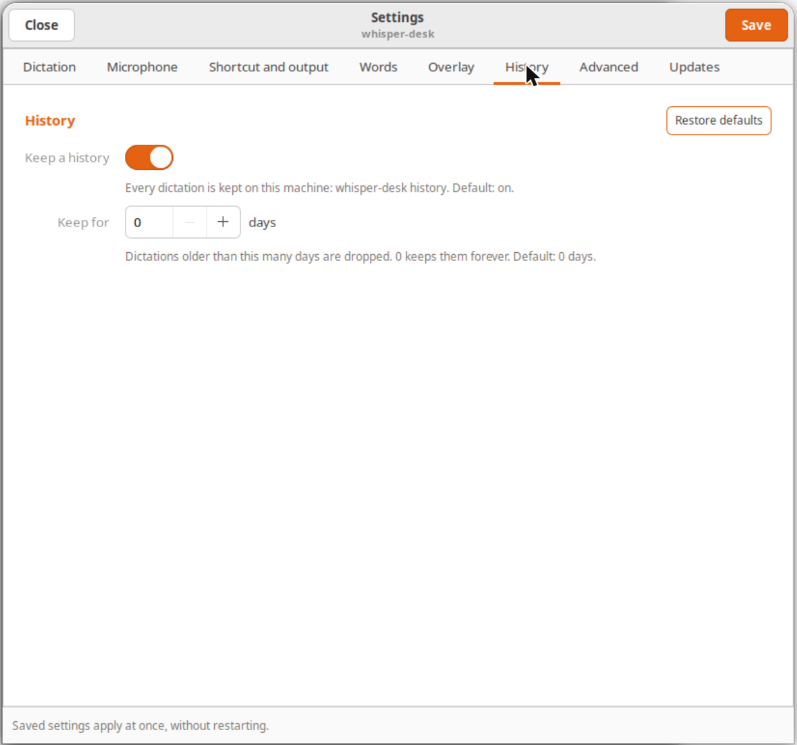 Close
Settings
whisper-desk
Save
Dictation Microphone Shortcut and output Words Overlay History Advanced Updates
History
Restore defaults
Keep a history
Every dictation is kept on this machine: whisper-desk history. Default: on.
Keep for 0 − + days
Dictations older than this many days are dropped. 0 keeps them forever. Default: 0 days.
Saved settings apply at once, without restarting.